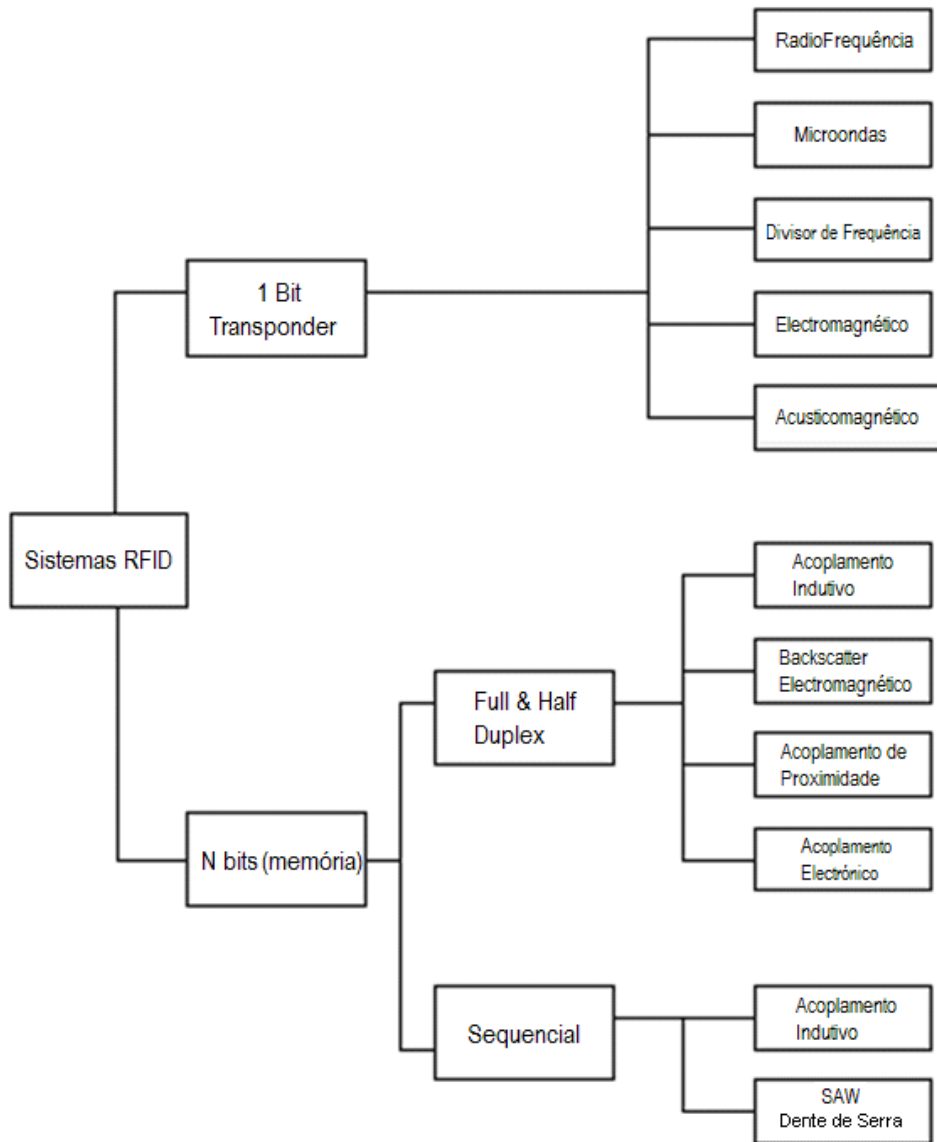 RadioFrequência
Microondas
Divisor de Frequência
1 Bit
Transponder
Electromagnético
Acusticomagnético
Sistemas RFID
Acoplamento
Indutivo
Backscatter
Electromagnético
Full & Half
Duplex
Acoplamento de
Proximidade
N bits (memória)
Acoplamento
Electrónico
Sequencial
Acoplamento
Indutivo
SAW
Dente de Serra